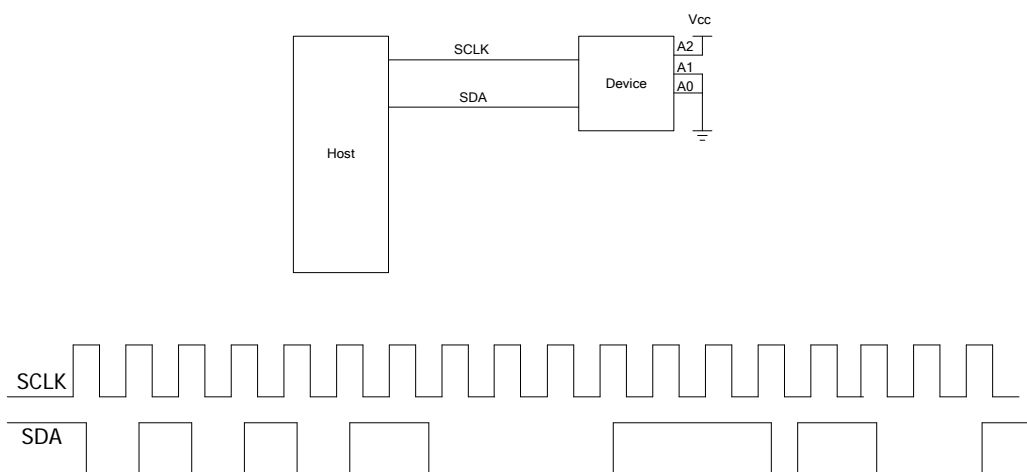 Vcc
SCLK
A2
A1
Device
A0
SDA
Host
SCLK
SDA